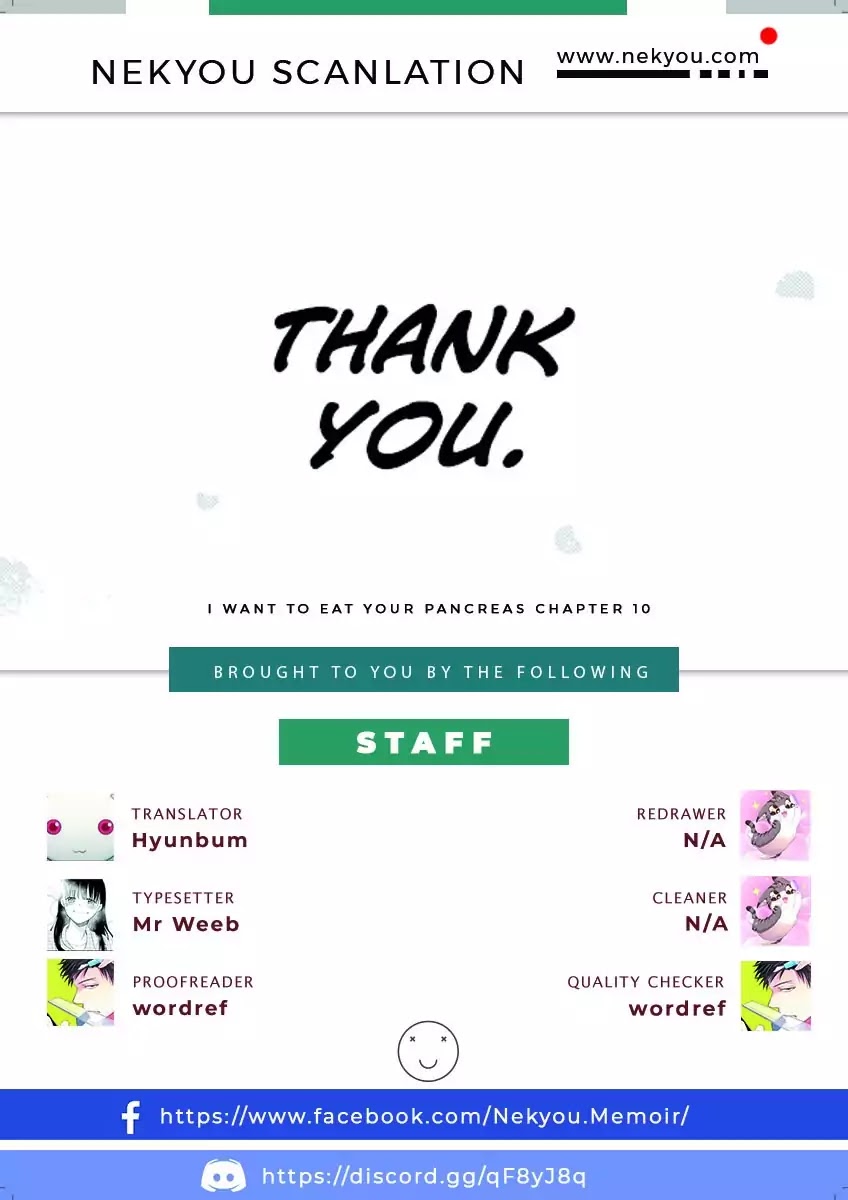 NEKYOU SCANLATION
www.nekyou.com
THANK
YOU.
I WANT TO EAT YOUR PANCREAS CHAPTER 10
BROUGHT TO YOU BY THE FOLLOWING
STAFF
TRANSLATOR
Hyunbum
REDRAWER
N/A
TYPESETTER
Mr Weeb
CLEANER
N/A
PROOFREADER
wordref
QUALITY CHECKER
wordref
https://www.facebook.com/Nekyou.Memoir/
https://discord.gg/qF8yJ8q